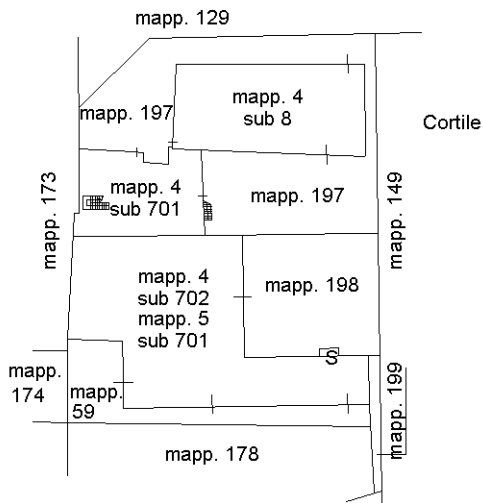 mapp. 129
mapp. 4
sub 8
mapp. 197
Cortile
mapp. 173
mapp. 4
sub 701
mapp. 197
mapp. 149
mapp. 4
sub 702
mapp. 5
sub 701
mapp. 198
S
mapp.
174
mapp.
59
mapp. 199
mapp. 178